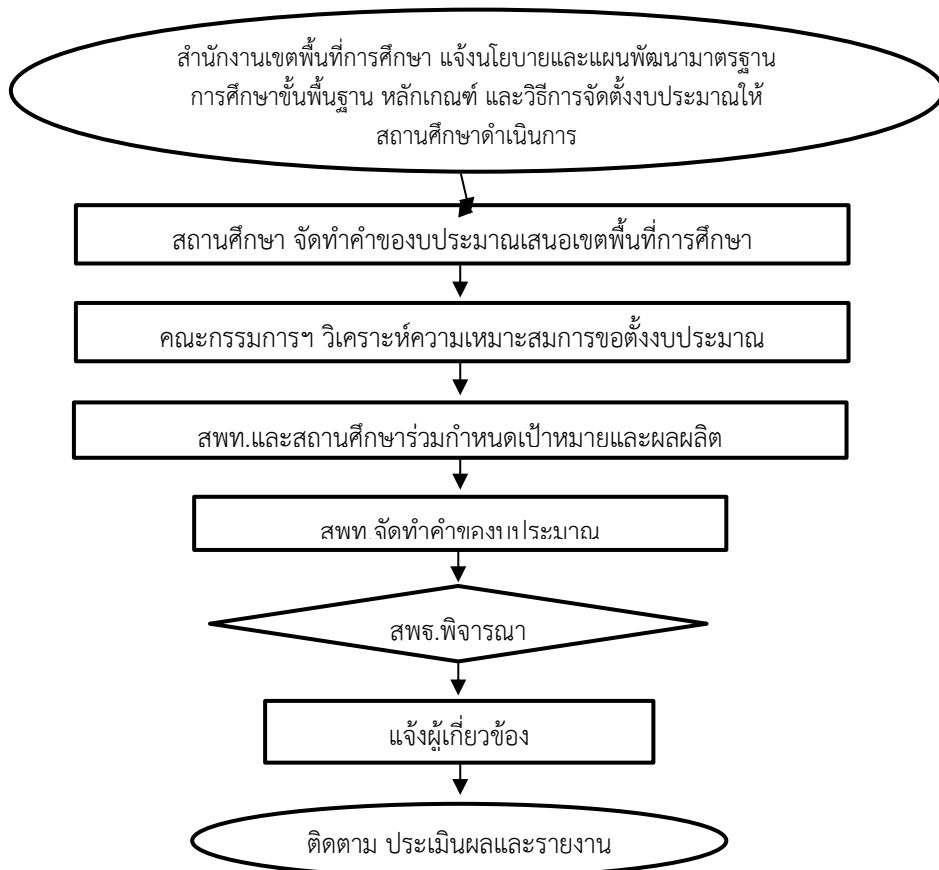 สำนักงานเขตพื้นที่การศึกษา แจ้งนโยบายและแผนพัฒนามาตรฐาน
การศึกษาขั้นพื้นฐาน หลักเกณฑ์ และวิธีการจัดตั้งงบประมาณให้
สถานศึกษาดำเนินการ
สถานศึกษา จัดทำคำของบประมาณเสนอเขตพื้นที่การศึกษา
คณะกรรมการฯ วิเคราะห์ความเหมาะสมการขอตั้งงบประมาณ
สพท.และสถานศึกษาร่วมกำหนดเป้าหมายและผลผลิต
สพท.จัดทำคำของบประมาณ
สพฐ.พิจารณา
แจ้งผู้เกี่ยวข้อง
ติดตาม ประเมินผลและรายงาน